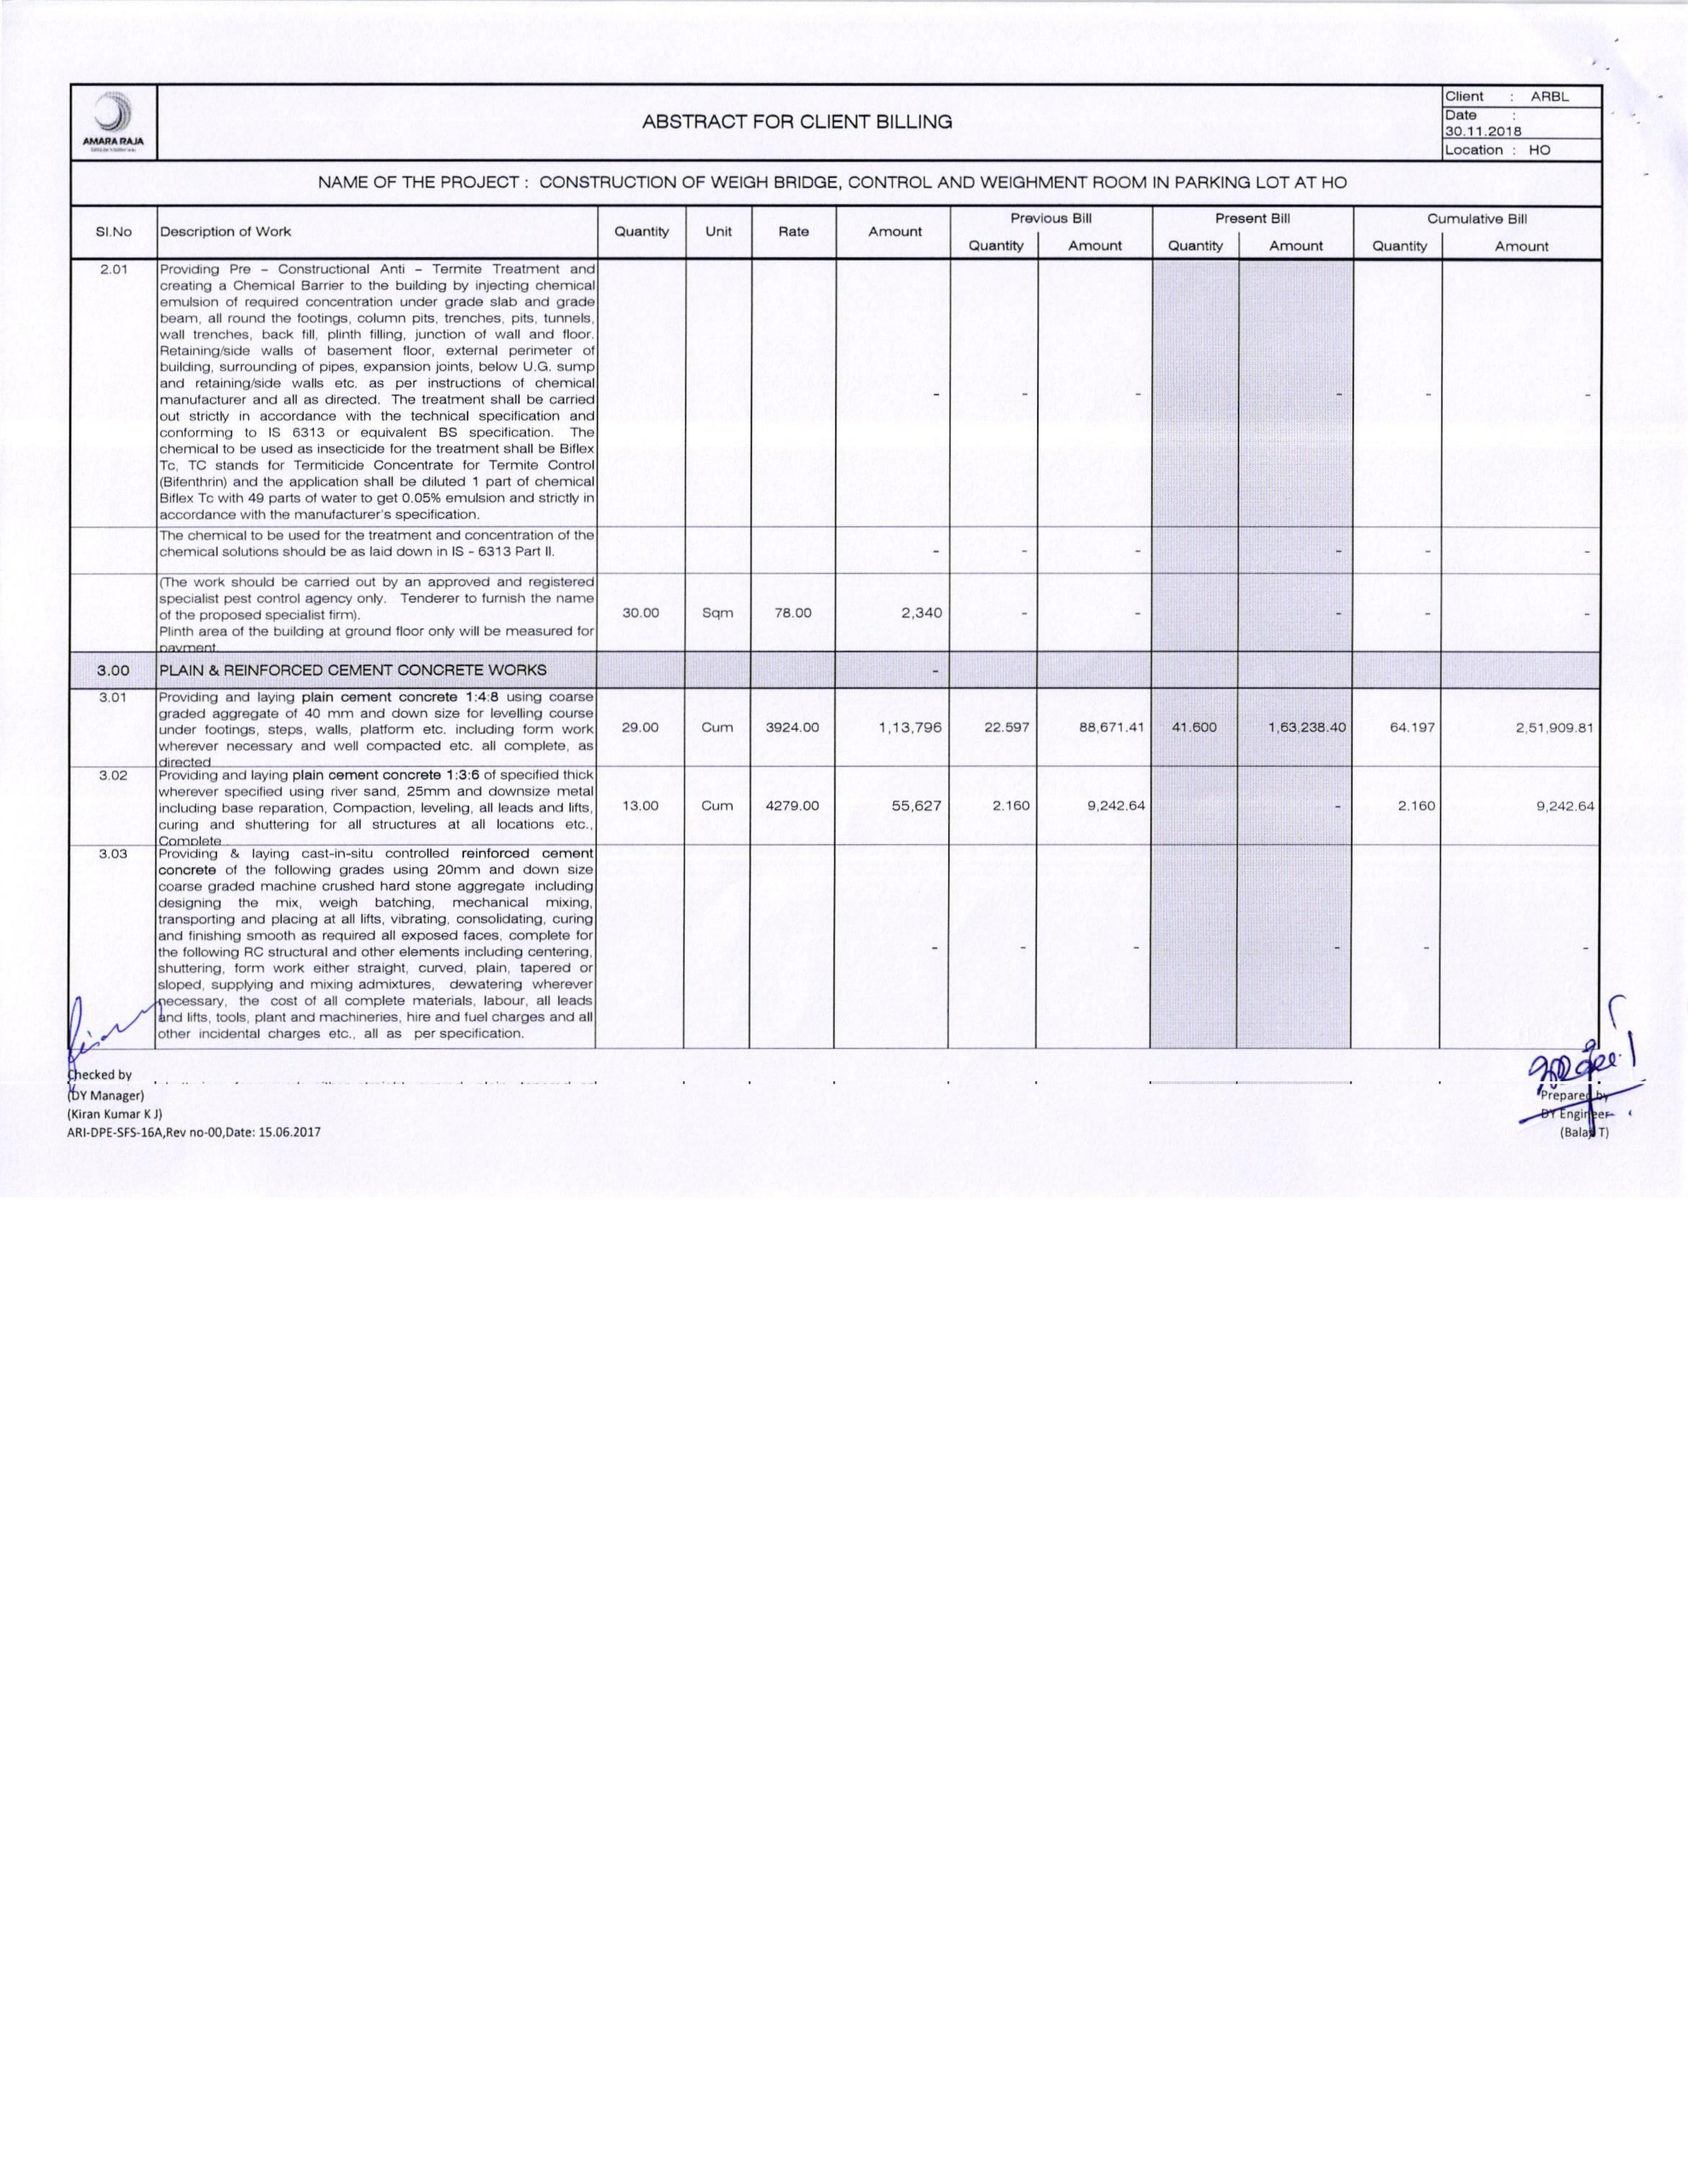 AMARA RAJA
ABSTRACT FOR CLIENT BILLING
Client : ARBL
Date :
30.11.2018
Location : HO
NAME OF THE PROJECT : CONSTRUCTION OF WEIGH BRIDGE, CONTROL AND WEIGHMENT ROOM IN PARKING LOT AT HO
Sl.No Description of Work Quantity Unit Rate Amount Previous Bill Present Bill Cumulative Bill
Quantity Amount Quantity Amount Quantity Amount
2.01 Providing Pre – Constructional Anti – Termite Treatment and
creating a Chemical Barrier to the building by injecting chemical
emulsion of required concentration under grade slab and grade
beam, all round the footings, column pits, trenches, pits, tunnels,
wall trenches, back fill, plinth filling, junction of wall and floor.
Retaining/side walls of basement floor, external perimeter of
building, surrounding of pipes, expansion joints, below U.G. sump
and retaining/side walls etc. as per instructions of chemical
manufacturer and all as directed. The treatment shall be carried
out strictly in accordance with the technical specification and
conforming to IS 6313 or equivalent BS specification. The
chemical to be used as insecticide for the treatment shall be Biflex
Tc, TC stands for Termiticide Concentrate for Termite Control
(Bifenthrin) and the application shall be diluted 1 part of chemical
Biflex Tc with 49 parts of water to get 0.05% emulsion and strictly in
accordance with the manufacturer's specification.
- - - - - -
The chemical to be used for the treatment and concentration of the
chemical solutions should be as laid down in IS - 6313 Part II.
- - - - - -
(The work should be carried out by an approved and registered
specialist pest control agency only. Tenderer to furnish the name
of the proposed specialist firm).
Plinth area of the building at ground floor only will be measured for
payment.
30.00 Sqm 78.00 2,340 - - - - -
3.00 PLAIN & REINFORCED CEMENT CONCRETE WORKS -
3.01 Providing and laying plain cement concrete 1:4:8 using coarse
graded aggregate of 40 mm and down size for levelling course
under footings, steps, walls, platform etc. including form work
wherever necessary and well compacted etc. all complete, as
directed
29.00 Cum 3924.00 1,13,796 22.597 88,671.41 41.600 1,63,238.40 64.197 2,51,909.81
3.02 Providing and laying plain cement concrete 1:3:6 of specified thick
wherever specified using river sand, 25mm and downsize metal
including base reparation, Compaction, leveling, all leads and lifts,
curing and shuttering for all structures at all locations etc.,
Complete
13.00 Cum 4279.00 55,627 2.160 9,242.64 - 2.160 9,242.64
3.03 Providing & laying cast-in-situ controlled reinforced cement
concrete of the following grades using 20mm and down size
coarse graded machine crushed hard stone aggregate including
designing the mix, weigh batching, mechanical mixing,
transporting and placing at all lifts, vibrating, consolidating, curing
and finishing smooth as required all exposed faces, complete for
the following RC structural and other elements including centering,
shuttering, form work either straight, curved, plain, tapered or
sloped, supplying and mixing admixtures, dewatering wherever
necessary, the cost of all complete materials, labour, all leads
and lifts, tools, plant and machineries, hire and fuel charges and all
other incidental charges etc., all as per specification.
- - - - - -
Checked by
(DY Manager)
(Kiran Kumar K J)
ARI-DPE-SFS-16A,Rev no-00,Date: 15.06.2017
Prepared by
DY Engineer
(Balaji T)